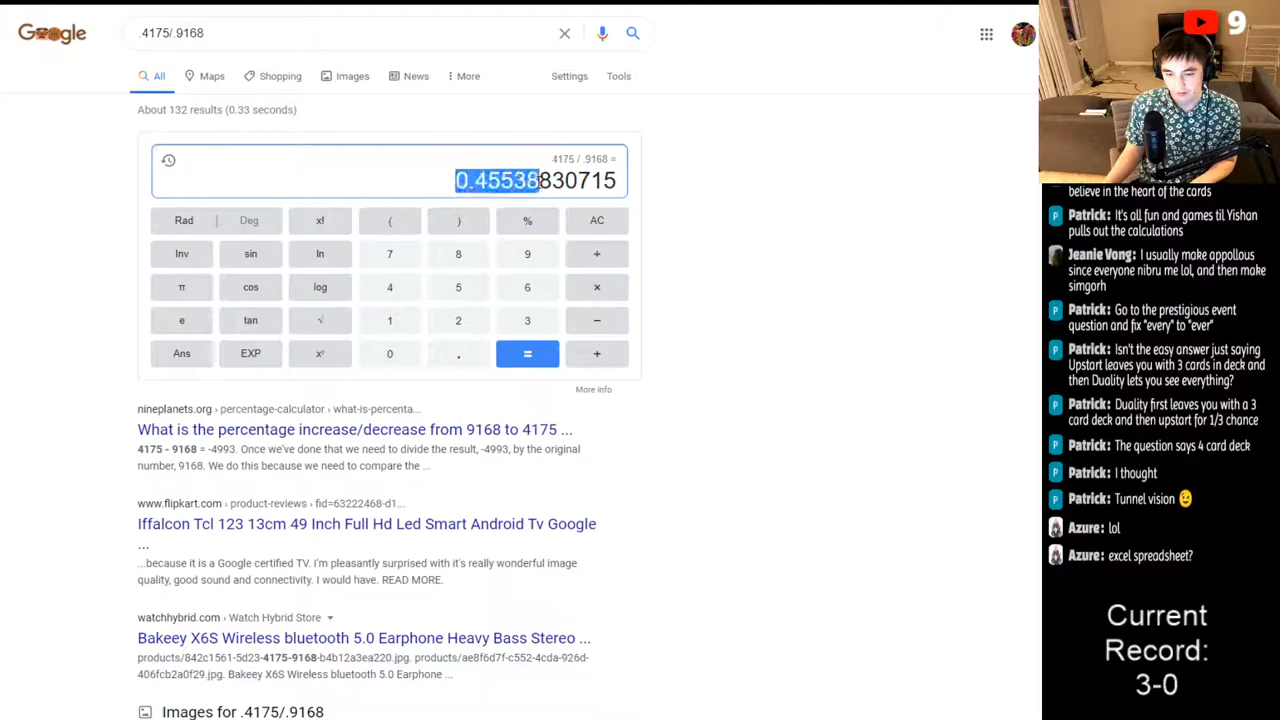 Google
.4175/.9168
All
Maps
Shopping
Images
News
More
Settings
Tools
About 132 results (0.33 seconds)
4175 / .9168 =
0.45538830715
Rad
Deg
x!
(
)
%
AC
Inv
sin
ln
7
8
9
÷
π
cos
log
4
5
6
×
e
tan
√
1
2
3
−
Ans
EXP
xʸ
0
.
=
+
More info
nineplanets.org › percentage-calculator › what-is-percenta...
What is the percentage increase/decrease from 9168 to 4175 ...
4175 - 9168 = -4993. Once we've done that we need to divide the result, -4993, by the original
number, 9168. We do this because we need to compare the ...
www.flipkart.com › product-reviews › fid=63222468-d1...
Iffalcon Tcl 123 13cm 49 Inch Full Hd Led Smart Android Tv Google
...
...because it is a Google certified TV. I'm pleasantly surprised with it's really wonderful image
quality, good sound and connectivity. I would have. READ MORE.
watchhybrid.com › Watch Hybrid Store
Bakeey X6S Wireless bluetooth 5.0 Earphone Heavy Bass Stereo ...
products/842c1561-5d23-4175-9168-b4b12a3ea220.jpg. products/ae8f6d7f-c552-4cda-926d-
406fcb2a0f29.jpg. Bakeey X6S Wireless bluetooth 5.0 Earphone ...
Images for .4175/.9168
9
believe in the heart of the cards
P Patrick: It's all fun and games til Yishan
pulls out the calculations
Jeanie Vong: I usually make appollous
since everyone nibru me lol, and then make
simgorh
P Patrick: Go to the prestigious event
question and fix "every" to "ever"
P Patrick: Isn't the easy answer just saying
Upstart leaves you with 3 cards in deck and
then Duality lets you see everything?
P Patrick: Duality first leaves you with a 3
card deck and then upstart for 1/3 chance
P Patrick: The question says 4 card deck
P Patrick: I thought
P Patrick: Tunnel vision 😉
Azure: lol
Azure: excel spreadsheet?
Current
Record:
3-0